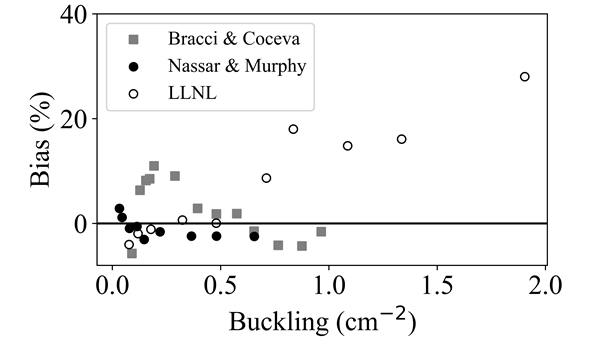 40
20
0
Bias (%)
Bracci & Coceva
Nassar & Murphy
LLNL
0.0 0.5 1.0 1.5 2.0
Buckling (cm⁻²)